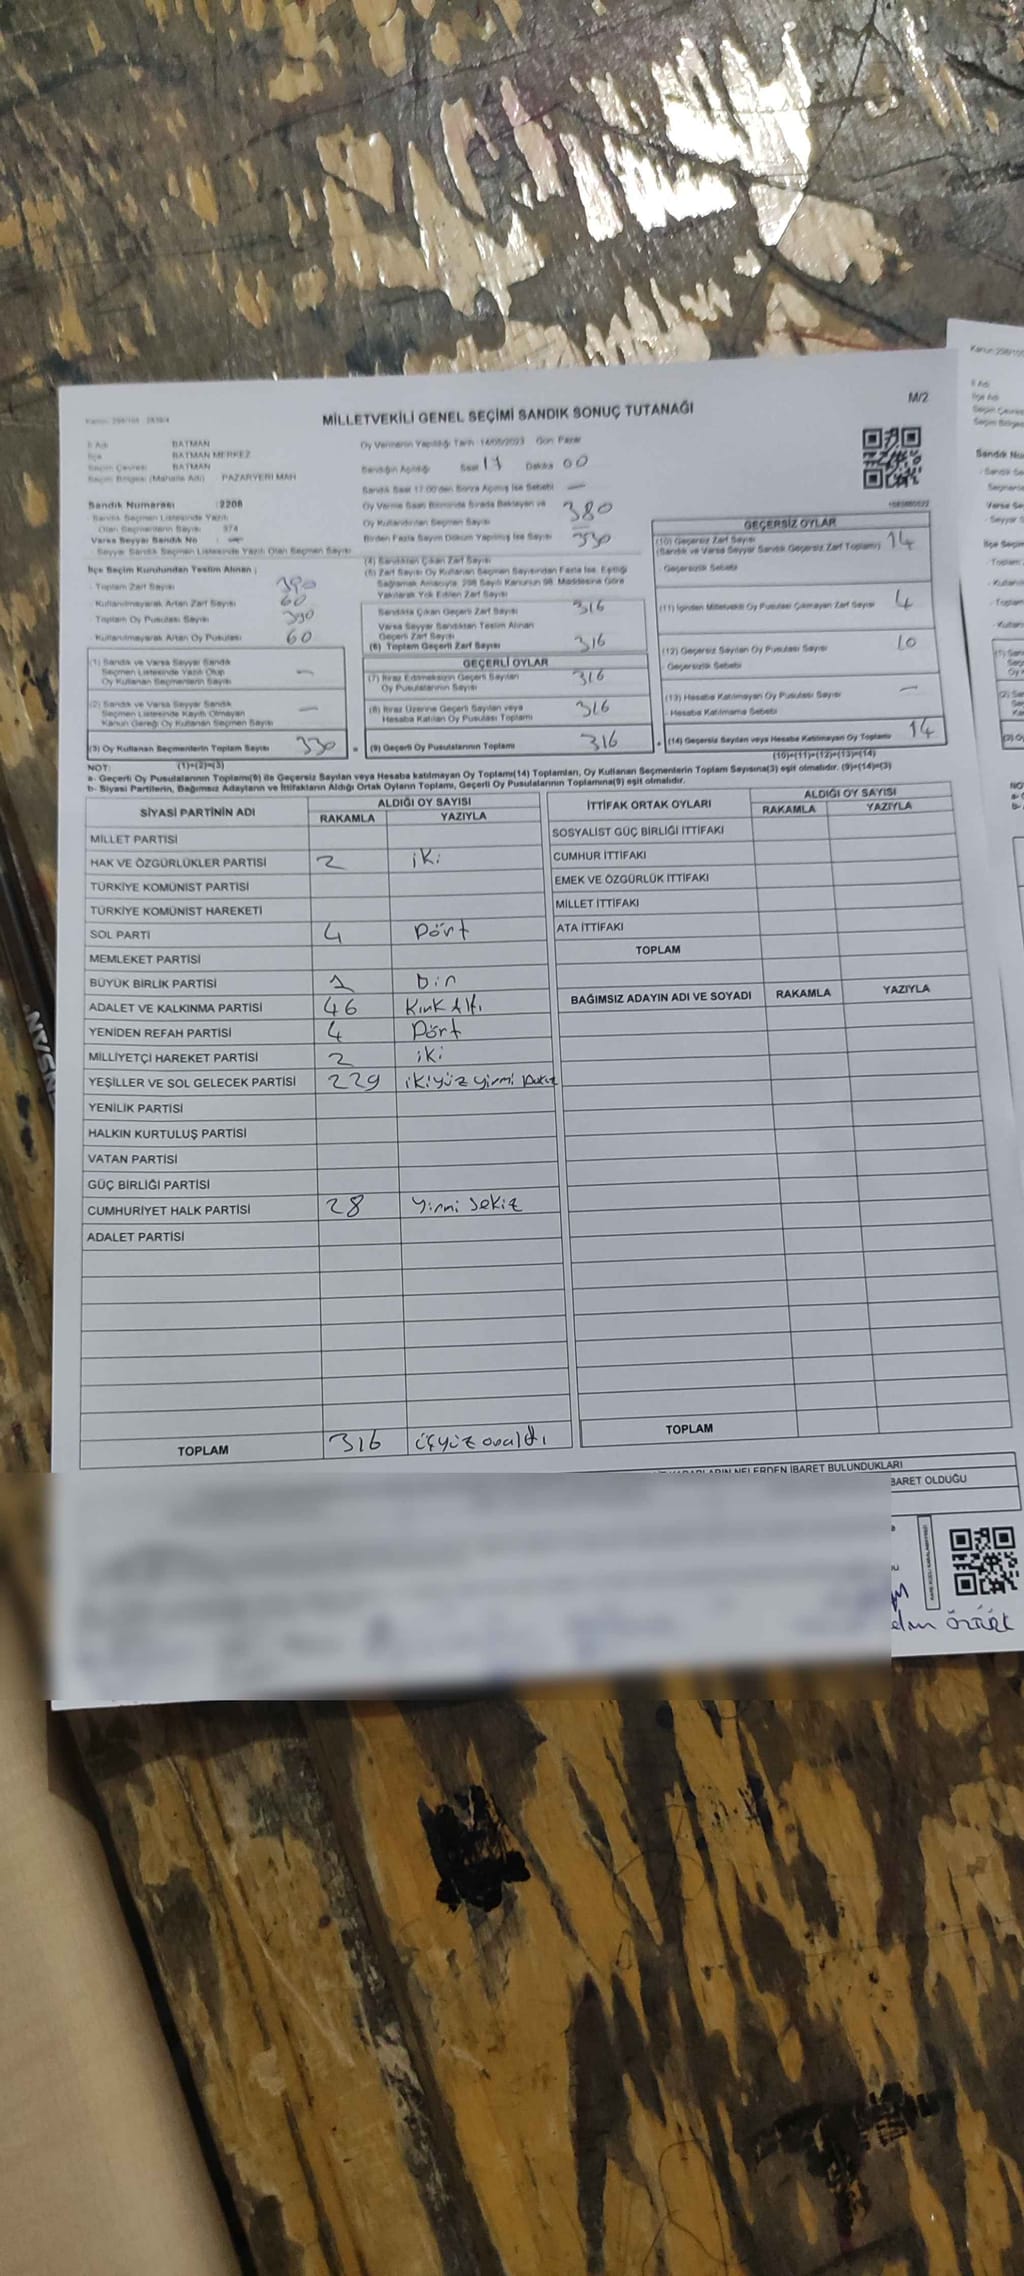 M/2
MİLLETVEKİLİ GENEL SEÇİMİ SANDIK SONUÇ TUTANAĞI
İl Adı BATMAN
İlçe BATMAN MERKEZ
Seçim Çevresi BATMAN
Seçim Bölgesi (Mahalle Adı) PAZARYERİ MAH
Sandık Numarası :2208
Sandık Seçmen Listesinde Yazılı
Olan Seçmenlerin Sayısı : 374
Varsa Seyyar Sandık No : —
Seyyar Sandık Seçmen Listesinde Yazılı Olan Seçmen Sayısı
İlçe Seçim Kurulundan Teslim Alınan ;
- Toplam Zarf Sayısı 390
- Kullanılmayarak Artan Zarf Sayısı 60
- Toplam Oy Pusulası Sayısı 390
- Kullanılmayarak Artan Oy Pusulası 60
(1) Sandık ve Varsa Seyyar Sandık
Seçmen Listesinde Yazılı Olup
Oy Kullanan Seçmenlerin Sayısı —
(2) Sandık ve Varsa Seyyar Sandık
Seçmen Listesinde Kayıtlı Olmayan
Kanun Gereği Oy Kullanan Seçmen Sayısı —
(3) Oy Kullanan Seçmenlerin Toplam Sayısı 330
Oy Vermenin Yapıldığı Tarih :14/05/2023 Gün: Pazar
Sandığın Açıldığı Saat 17 Dakika 00
Sandık Saat 17:00'den Sonra Açılmış İse Sebebi —
Oy Verme Saati Bitiminde Sırada Bekleyen ve
Oy Kullandırılan Seçmen Sayısı 380
Birden Fazla Sayım Döküm Yapılmış İse Sayısı 330
(4) Sandıktan Çıkan Zarf Sayısı
(5) Zarf Sayısı Oy Kullanan Seçmen Sayısından Fazla İse, Eşitliği
Sağlamak Amacıyla, 298 Sayılı Kanunun 98. Maddesine Göre
Yakılarak Yok Edilen Zarf Sayısı
Sandıkta Çıkan Geçerli Zarf Sayısı 316
Varsa Seyyar Sandıktan Teslim Alınan
Geçerli Zarf Sayısı
(6) Toplam Geçerli Zarf Sayısı 316
GEÇERLİ OYLAR
(7) İtiraz Edilmeksizin Geçerli Sayılan
Oy Pusulalarının Sayısı 316
(8) İtiraz Üzerine Geçerli Sayılan veya
Hesaba Katılan Oy Pusulası Toplamı 316
= (9) Geçerli Oy Pusulalarının Toplamı 316
GEÇERSİZ OYLAR
(10) Geçersiz Zarf Sayısı
(Sandık ve Varsa Seyyar Sandık Geçersiz Zarf Toplamı) 14
- Geçersizlik Sebebi
(11) İçinden Milletvekili Oy Pusulası Çıkmayan Zarf Sayısı 4
(12) Geçersiz Sayılan Oy Pusulası Sayısı 10
- Geçersizlik Sebebi
(13) Hesaba Katılmayan Oy Pusulası Sayısı —
- Hesaba Katılmama Sebebi
+ (14) Geçersiz Sayılan veya Hesaba Katılmayan Oy Toplamı 14
NOT: (1)+(2)=(3) (10)+(11)+(12)+(13)=(14)
a- Geçerli Oy Pusulalarının Toplamı(9) ile Geçersiz Sayılan veya Hesaba katılmayan Oy Toplamı(14) Toplamları, Oy Kullanan Seçmenlerin Toplam Sayısına(3) eşit olmalıdır. (9)+(14)=(3)
b- Siyasi Partilerin, Bağımsız Adayların ve İttifakların Aldığı Ortak Oyların Toplamı, Geçerli Oy Pusulalarının Toplamına(9) eşit olmalıdır.
SİYASİ PARTİNİN ADI ALDIĞI OY SAYISI
RAKAMLA YAZIYLA
MİLLET PARTİSİ
HAK VE ÖZGÜRLÜKLER PARTİSİ 2 iki
TÜRKİYE KOMÜNİST PARTİSİ
TÜRKİYE KOMÜNİST HAREKETİ
SOL PARTİ 4 Dört
MEMLEKET PARTİSİ
BÜYÜK BİRLİK PARTİSİ 1 bir
ADALET VE KALKINMA PARTİSİ 46 Kırk Altı
YENİDEN REFAH PARTİSİ 4 Dört
MİLLİYETÇİ HAREKET PARTİSİ 2 iki
YEŞİLLER VE SOL GELECEK PARTİSİ 229 ikiyüz yirmi Dokuz
YENİLİK PARTİSİ
HALKIN KURTULUŞ PARTİSİ
VATAN PARTİSİ
GÜÇ BİRLİĞİ PARTİSİ
CUMHURİYET HALK PARTİSİ 28 Yirmi Sekiz
ADALET PARTİSİ
TOPLAM 316 üçyüz onaltı
İTTİFAK ORTAK OYLARI ALDIĞI OY SAYISI
RAKAMLA YAZIYLA
SOSYALİST GÜÇ BİRLİĞİ İTTİFAKI
CUMHUR İTTİFAKI
EMEK VE ÖZGÜRLÜK İTTİFAKI
MİLLET İTTİFAKI
ATA İTTİFAKI
TOPLAM
BAĞIMSIZ ADAYIN ADI VE SOYADI RAKAMLA YAZIYLA
TOPLAM
NELERDEN İBARET BULUNDUKLARI
BARET OLDUĞU